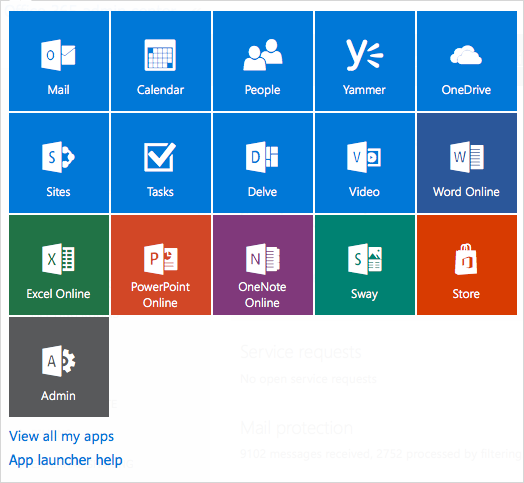 Mail
Calendar
People
Yammer
OneDrive
Sites
Tasks
Delve
Video
Word Online
Excel Online
PowerPoint
Online
OneNote
Online
Sway
Store
Admin
Service requests
No open service requests
Mail protection
messages received, 2752 processed by filtering
View all my apps
App launcher help